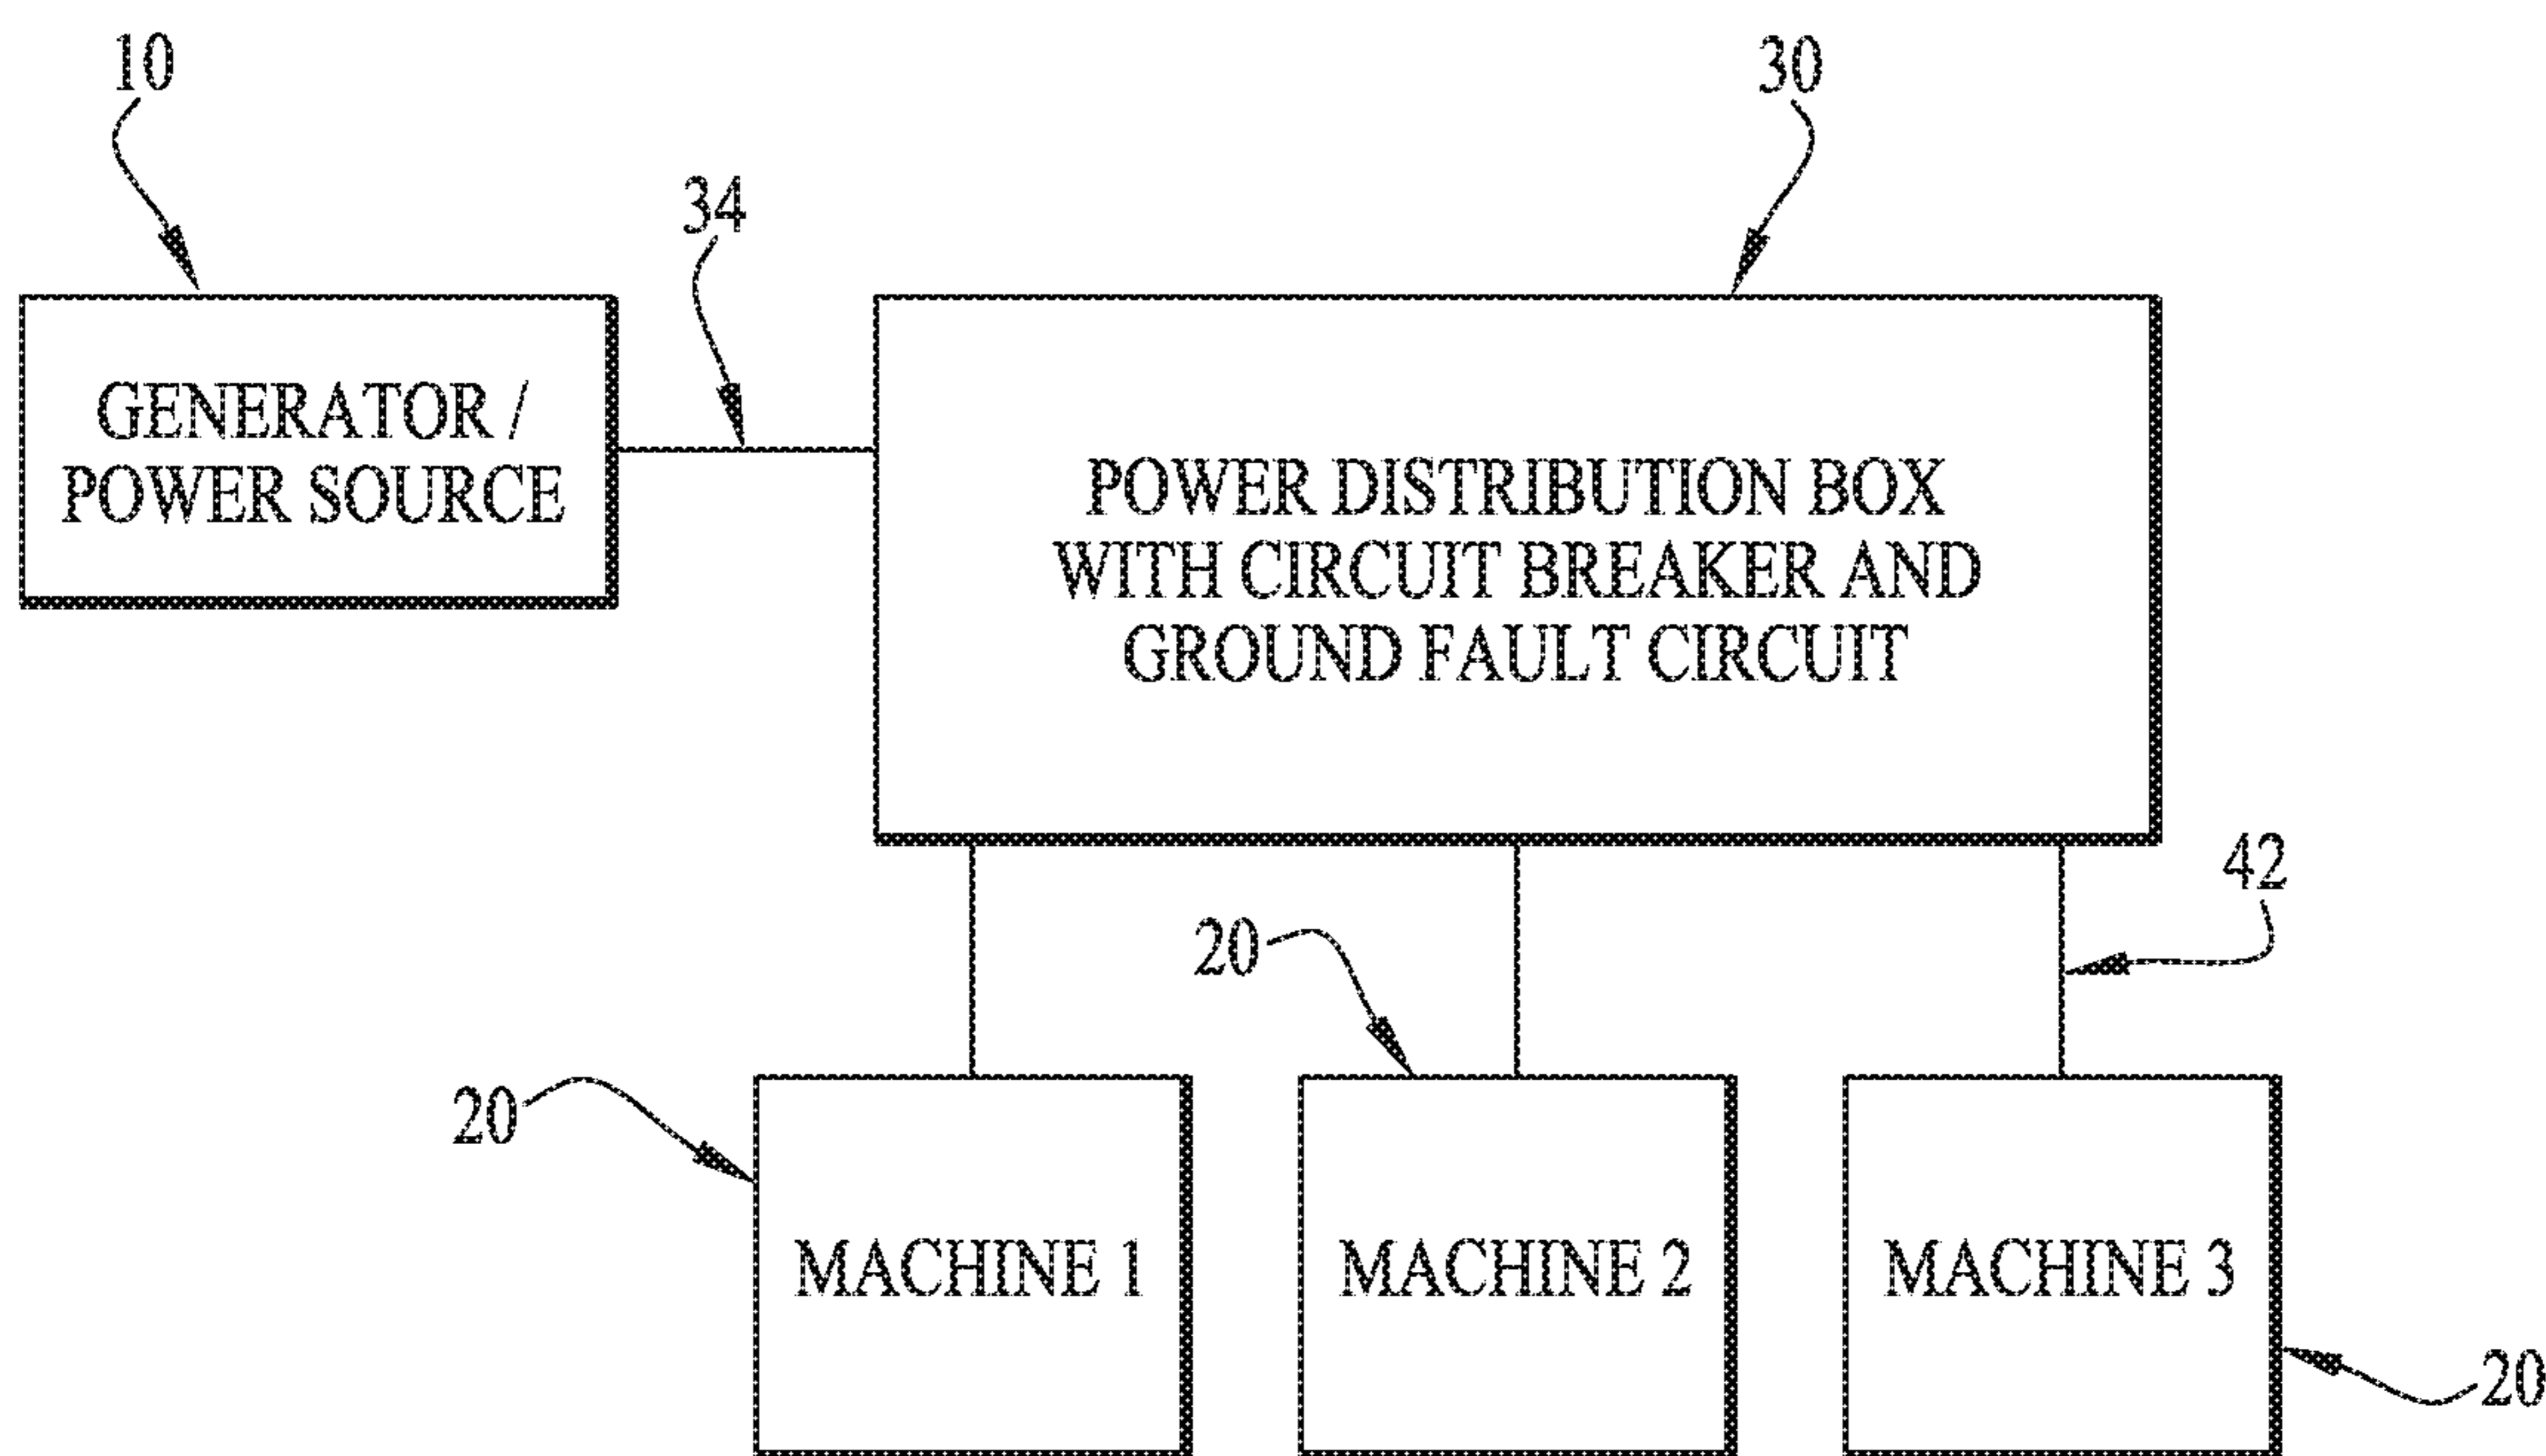 10
30
34
GENERATOR /
POWER SOURCE
POWER DISTRIBUTION BOX
WITH CIRCUIT BREAKER AND
GROUND FAULT CIRCUIT
42
20
20
MACHINE 1
MACHINE 2
MACHINE 3
20